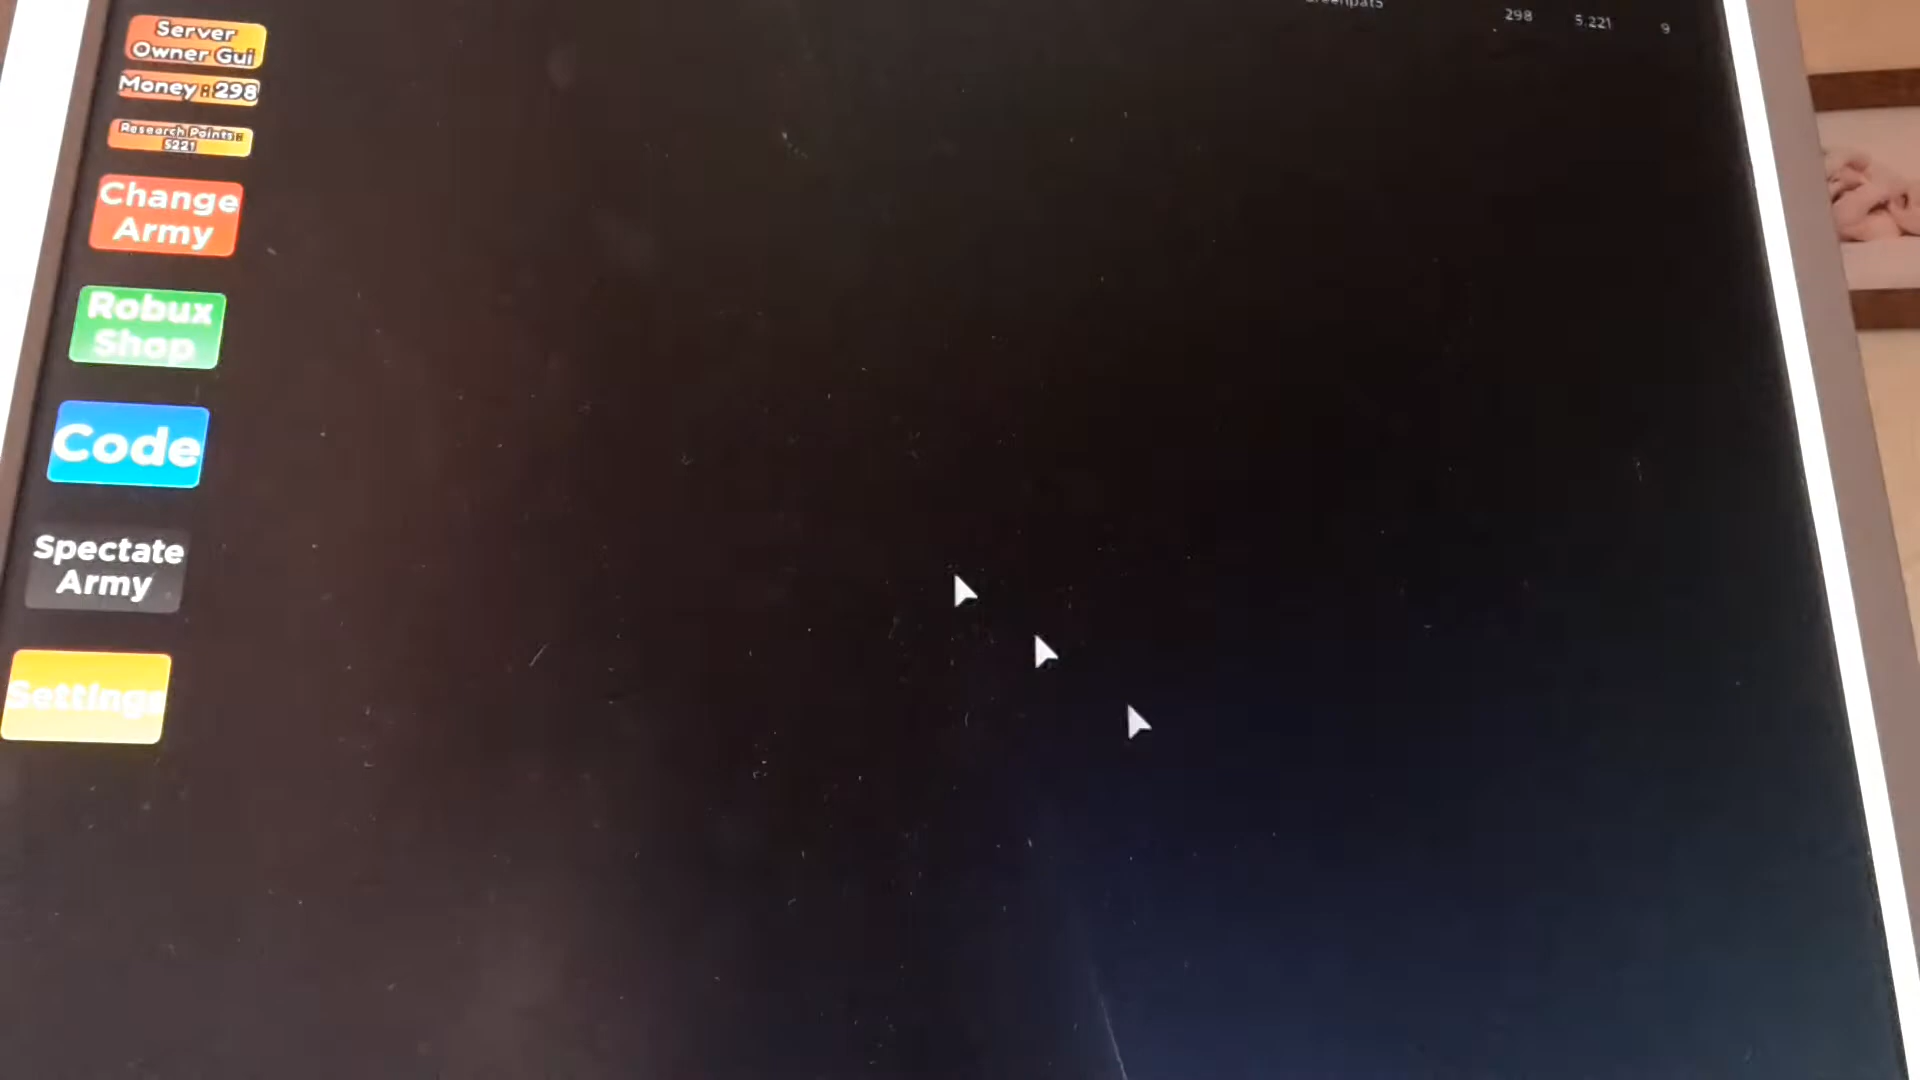 298 5,221 9
Server
Owner Gui
Money : 298
Research Points :
5221
Change
Army
Robux
Shop
Code
Spectate
Army
Settings